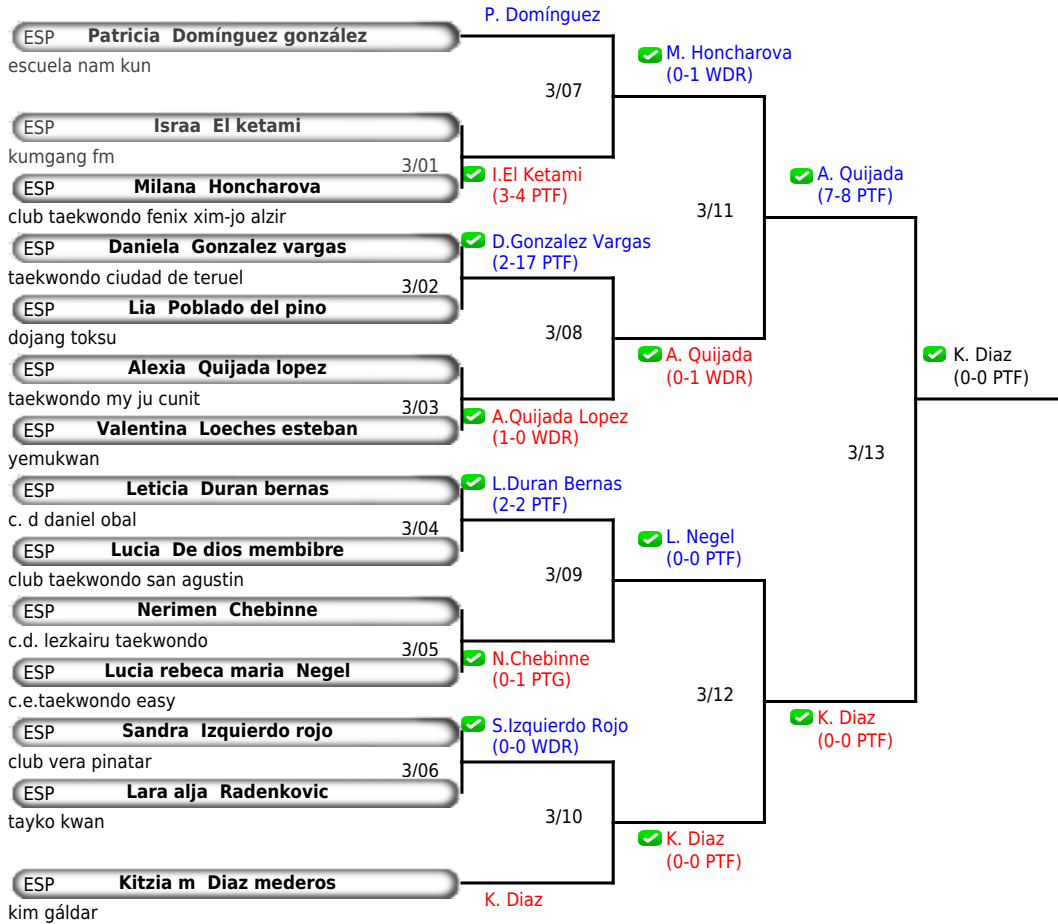 P. Domínguez
ESP Patricia Domínguez gonzález
escuela nam kun
M. Honcharova
(0-1 WDR)
3/07
ESP Israa El ketami
kumgang fm
3/01
I.El Ketami
(3-4 PTF)
ESP Milana Honcharova
club taekwondo fenix xim-jo alzir
A. Quijada
(7-8 PTF)
3/11
ESP Daniela Gonzalez vargas
taekwondo ciudad de teruel
D.Gonzalez Vargas
(2-17 PTF)
3/02
ESP Lia Poblado del pino
dojang toksu
3/08
A. Quijada
(0-1 WDR)
K. Diaz
(0-0 PTF)
ESP Alexia Quijada lopez
taekwondo my ju cunit
3/03
A.Quijada Lopez
(1-0 WDR)
ESP Valentina Loeches esteban
yemukwan
3/13
ESP Leticia Duran bernas
c. d daniel obal
L.Duran Bernas
(2-2 PTF)
3/04
L. Negel
(0-0 PTF)
ESP Lucia De dios membibre
club taekwondo san agustin
3/09
ESP Nerimen Chebinne
c.d. lezkairu taekwondo
3/05
N.Chebinne
(0-1 PTG)
ESP Lucia rebeca maria Negel
c.e.taekwondo easy
3/12
K. Diaz
(0-0 PTF)
ESP Sandra Izquierdo rojo
club vera pinatar
S.Izquierdo Rojo
(0-0 WDR)
3/06
ESP Lara alja Radenkovic
tayko kwan
3/10
K. Diaz
(0-0 PTF)
ESP Kitzia m Diaz mederos
kim gáldar
K. Diaz